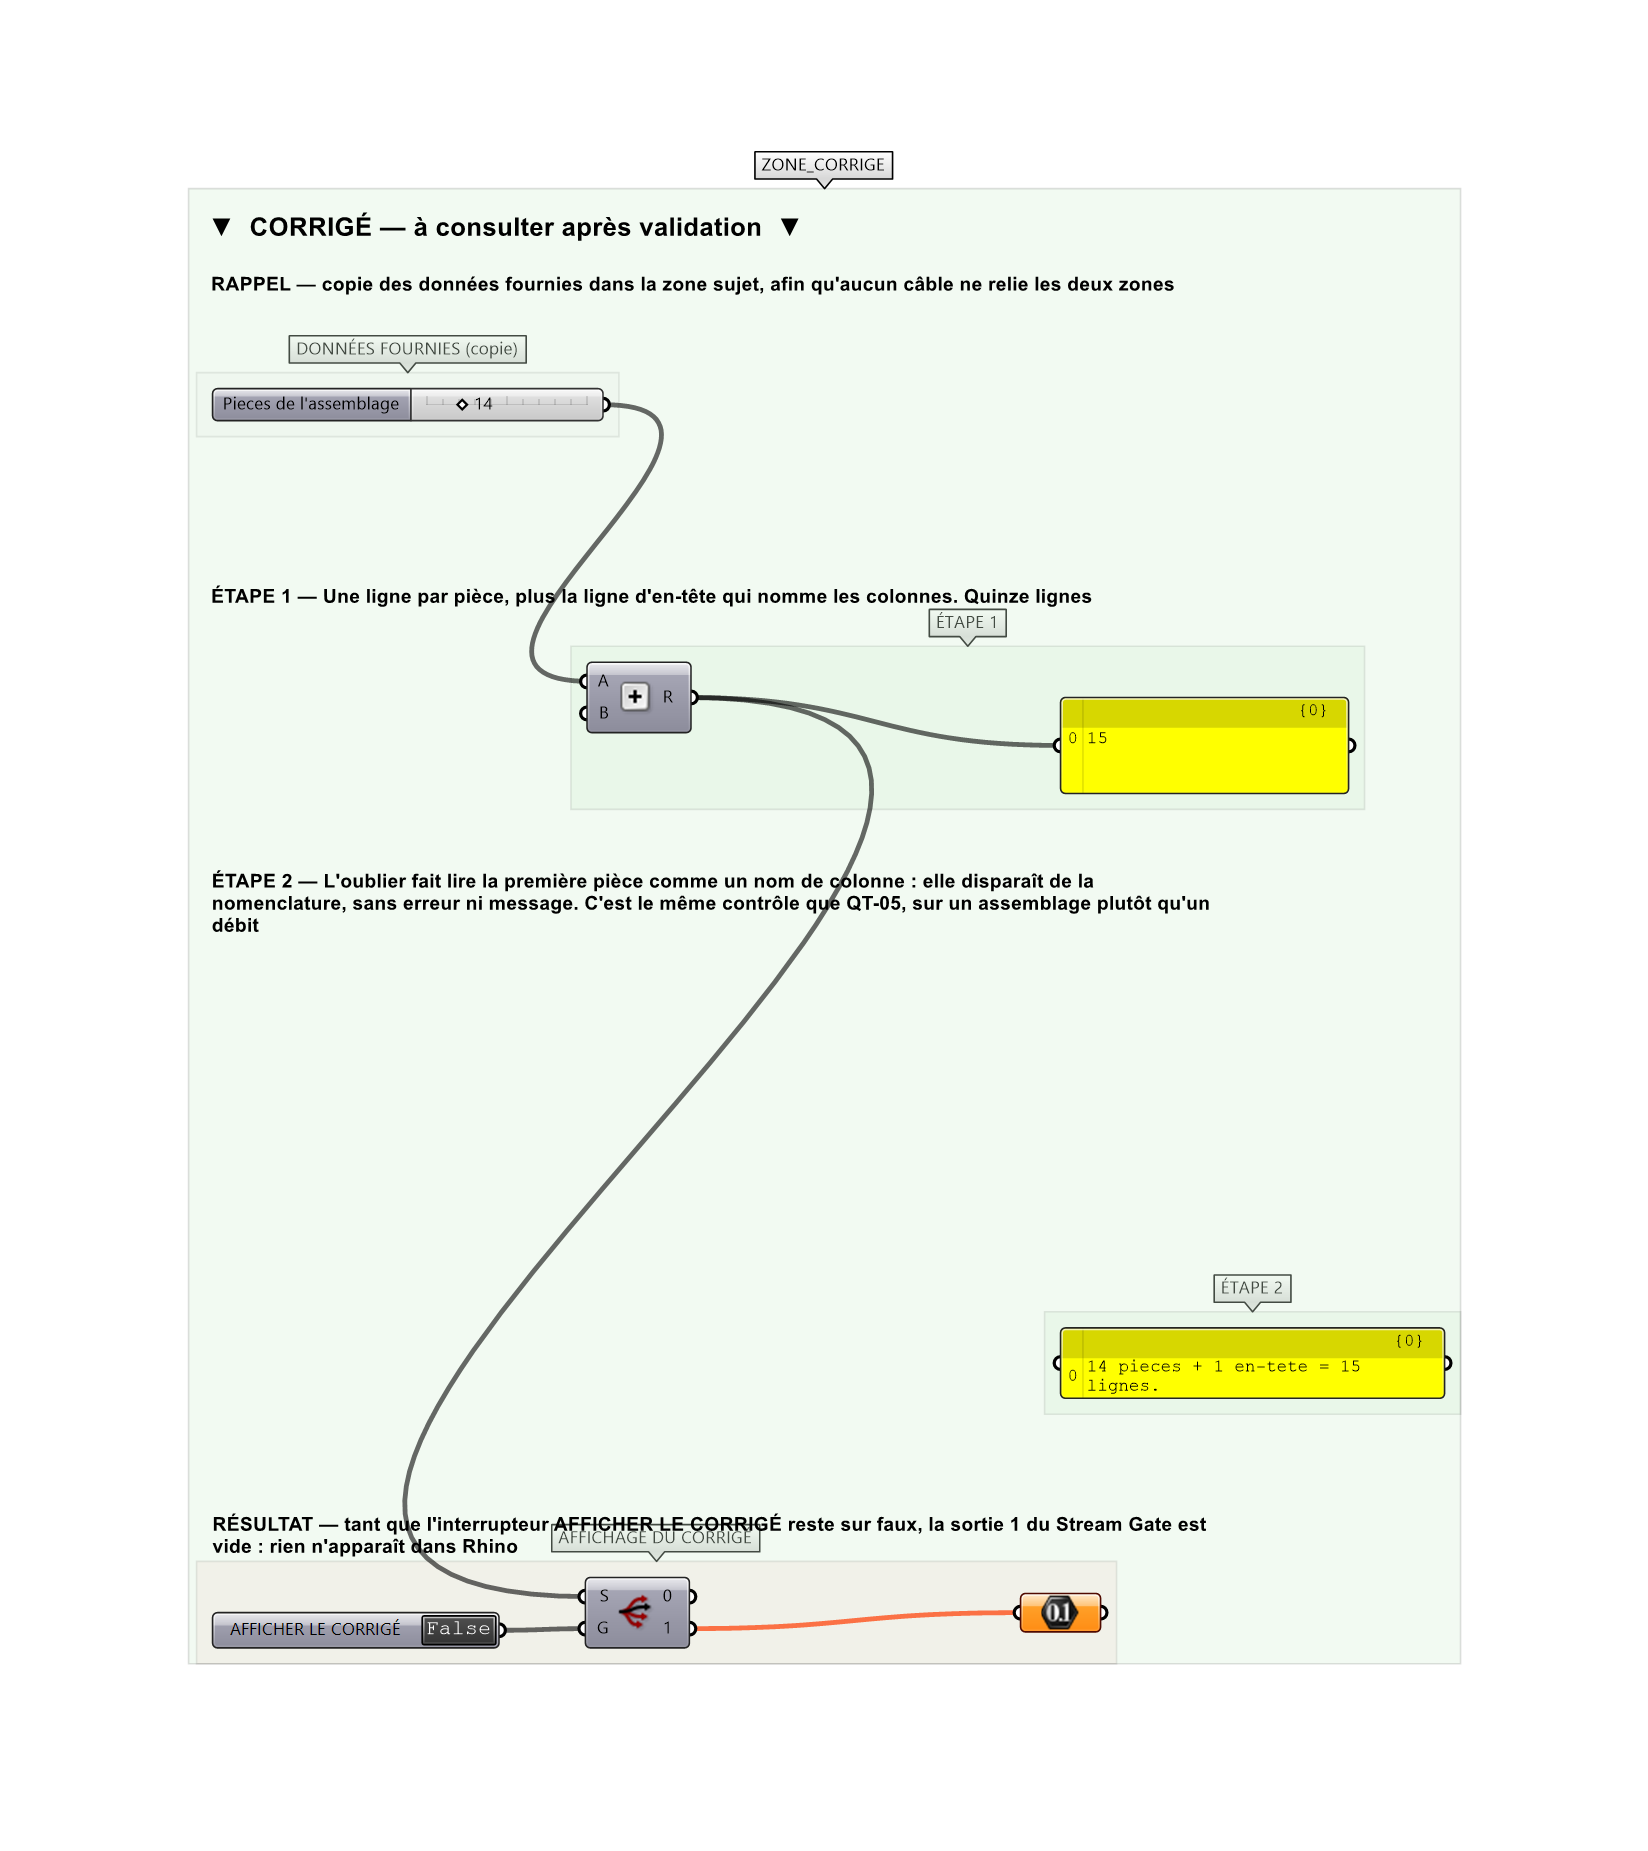 ZONE_CORRIGE
▼ CORRIGÉ — à consulter après validation ▼
RAPPEL — copie des données fournies dans la zone sujet, afin qu'aucun câble ne relie les deux zones
DONNÉES FOURNIES (copie)
Pieces de l'assemblage 14
ÉTAPE 1 — Une ligne par pièce, plus la ligne d'en-tête qui nomme les colonnes. Quinze lignes
ÉTAPE 1
A
B
R
{0}
0 15
ÉTAPE 2 — L'oublier fait lire la première pièce comme un nom de colonne : elle disparaît de la
nomenclature, sans erreur ni message. C'est le même contrôle que QT-05, sur un assemblage plutôt qu'un
débit
ÉTAPE 2
{0}
0 14 pieces + 1 en-tete = 15
lignes.
RÉSULTAT — tant que l'interrupteur AFFICHER LE CORRIGÉ reste sur faux, la sortie 1 du Stream Gate est
vide : rien n'apparaît dans Rhino
AFFICHAGE DU CORRIGÉ
S 0
G 1
AFFICHER LE CORRIGÉ False
0.1